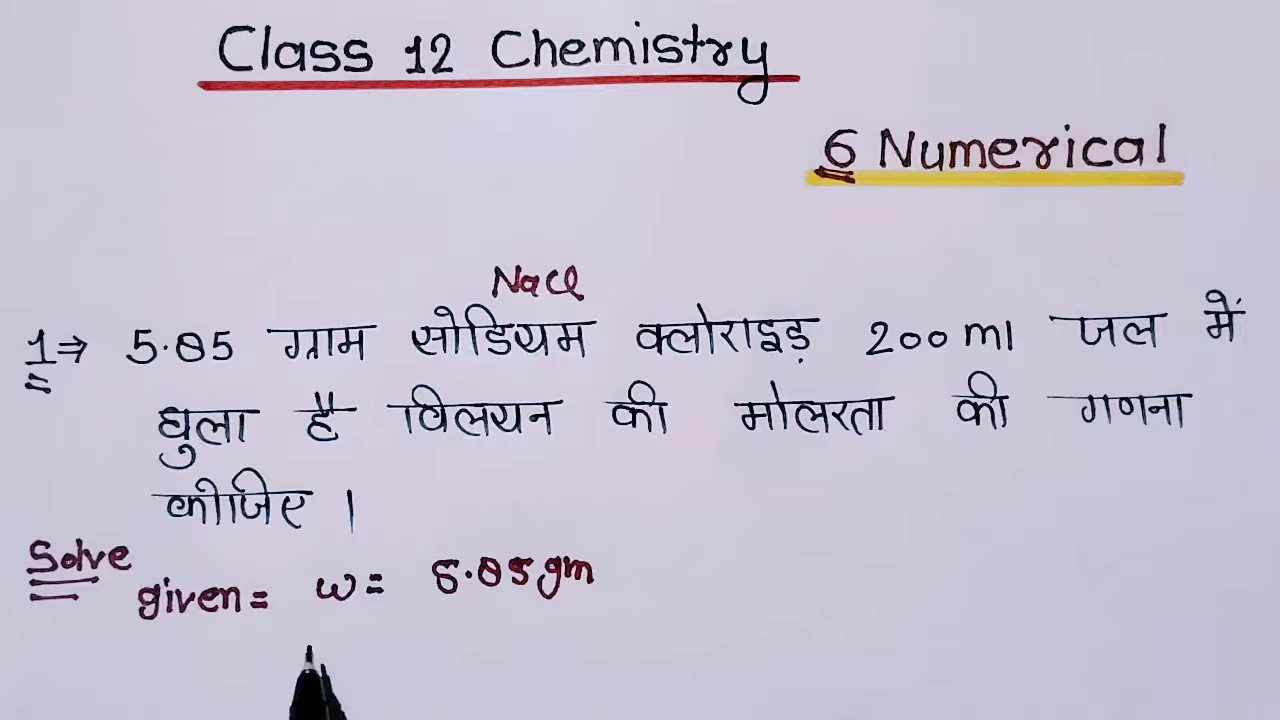 Class 12 Chemistry
6 Numerical
NaCl
1⇒ 5.85 ग्राम सोडियम क्लोराइड़ 200 ml जल में
घुला है विलयन की मोलरता की गणना
कीजिए ।
Solve
given = w = 5.85 gm